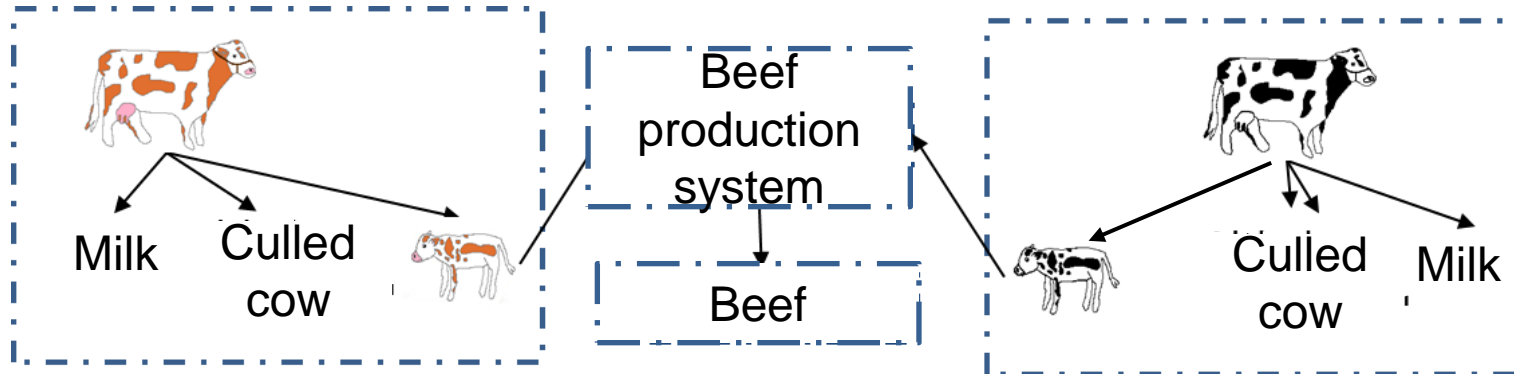 Beef
production
system
Milk
Culled
cow
Beef
Culled
cow
Milk